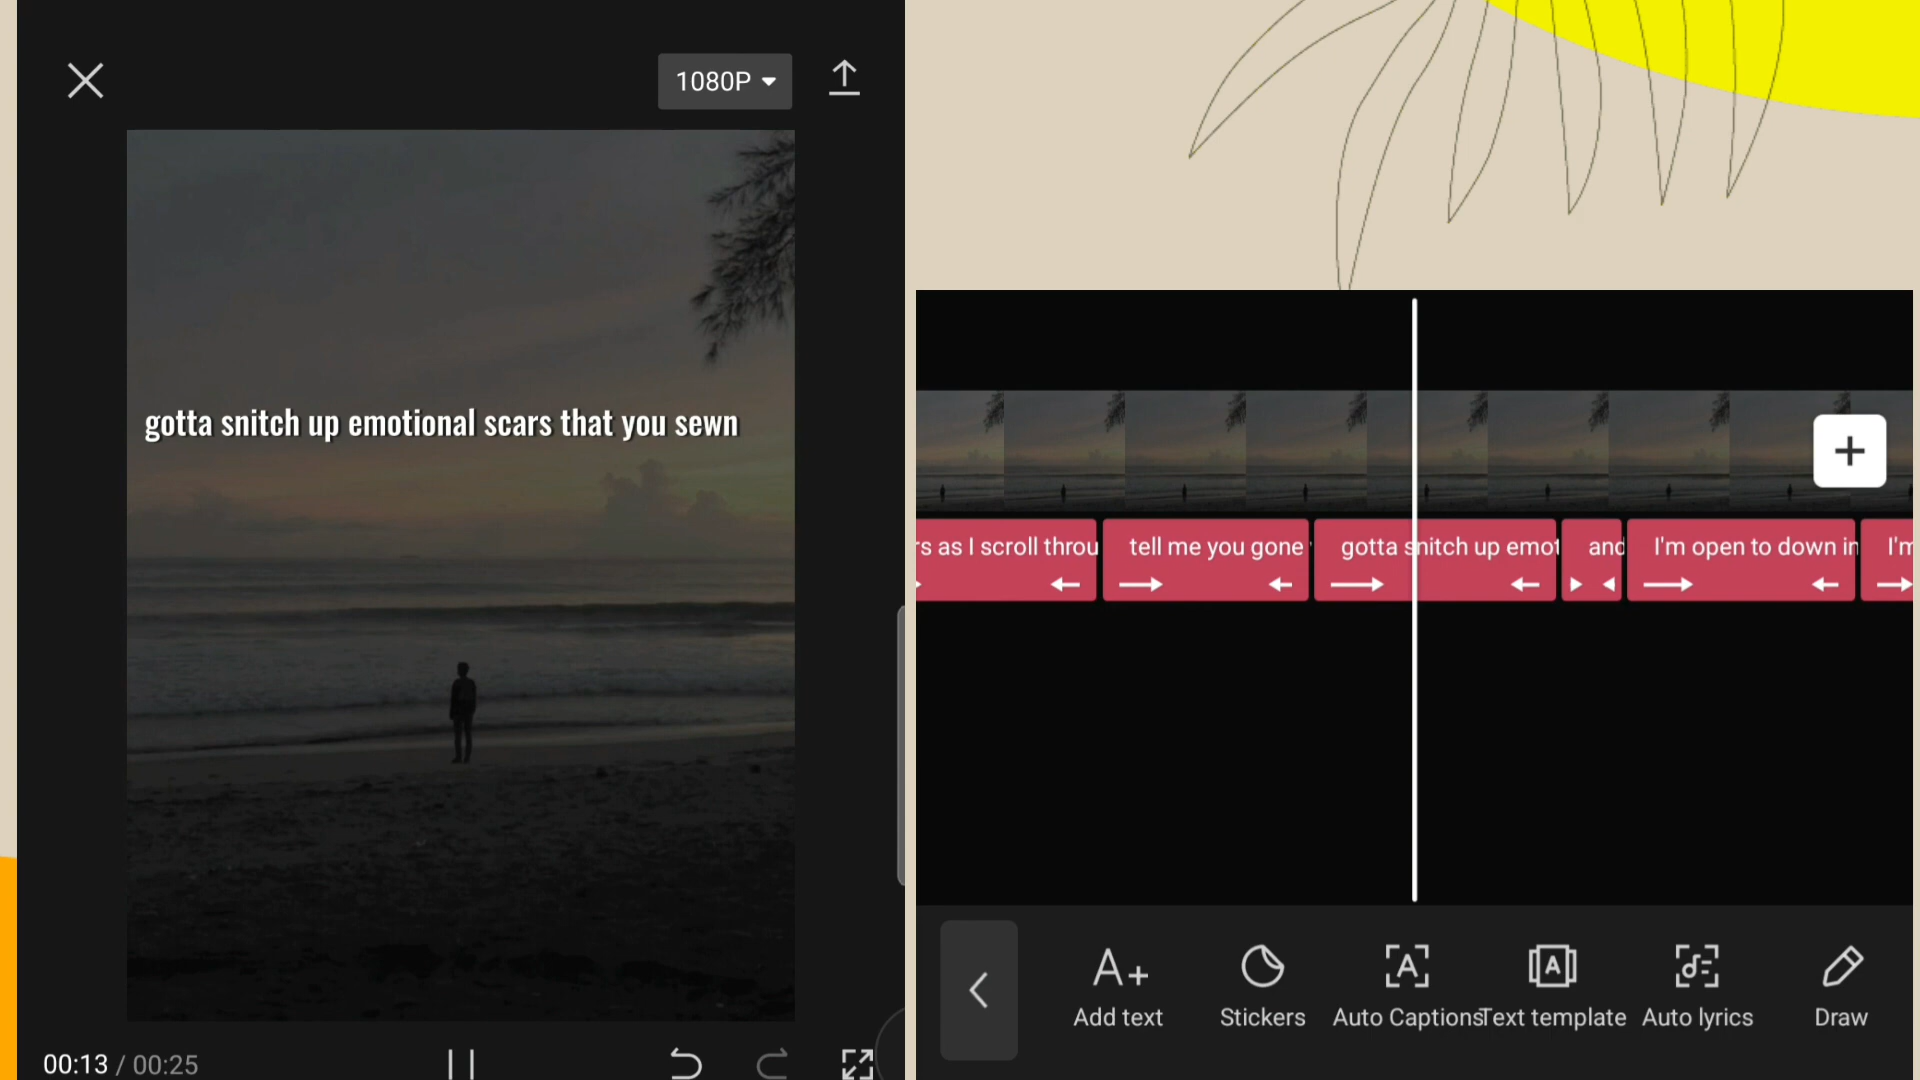 1080P
gotta snitch up emotional scars that you sewn
00:13 / 00:25
rs as I scroll throu
tell me you gone
gotta snitch up emot
and
I'm open to down in
I'm
Add text
Stickers
Auto Captions
Text template
Auto lyrics
Draw